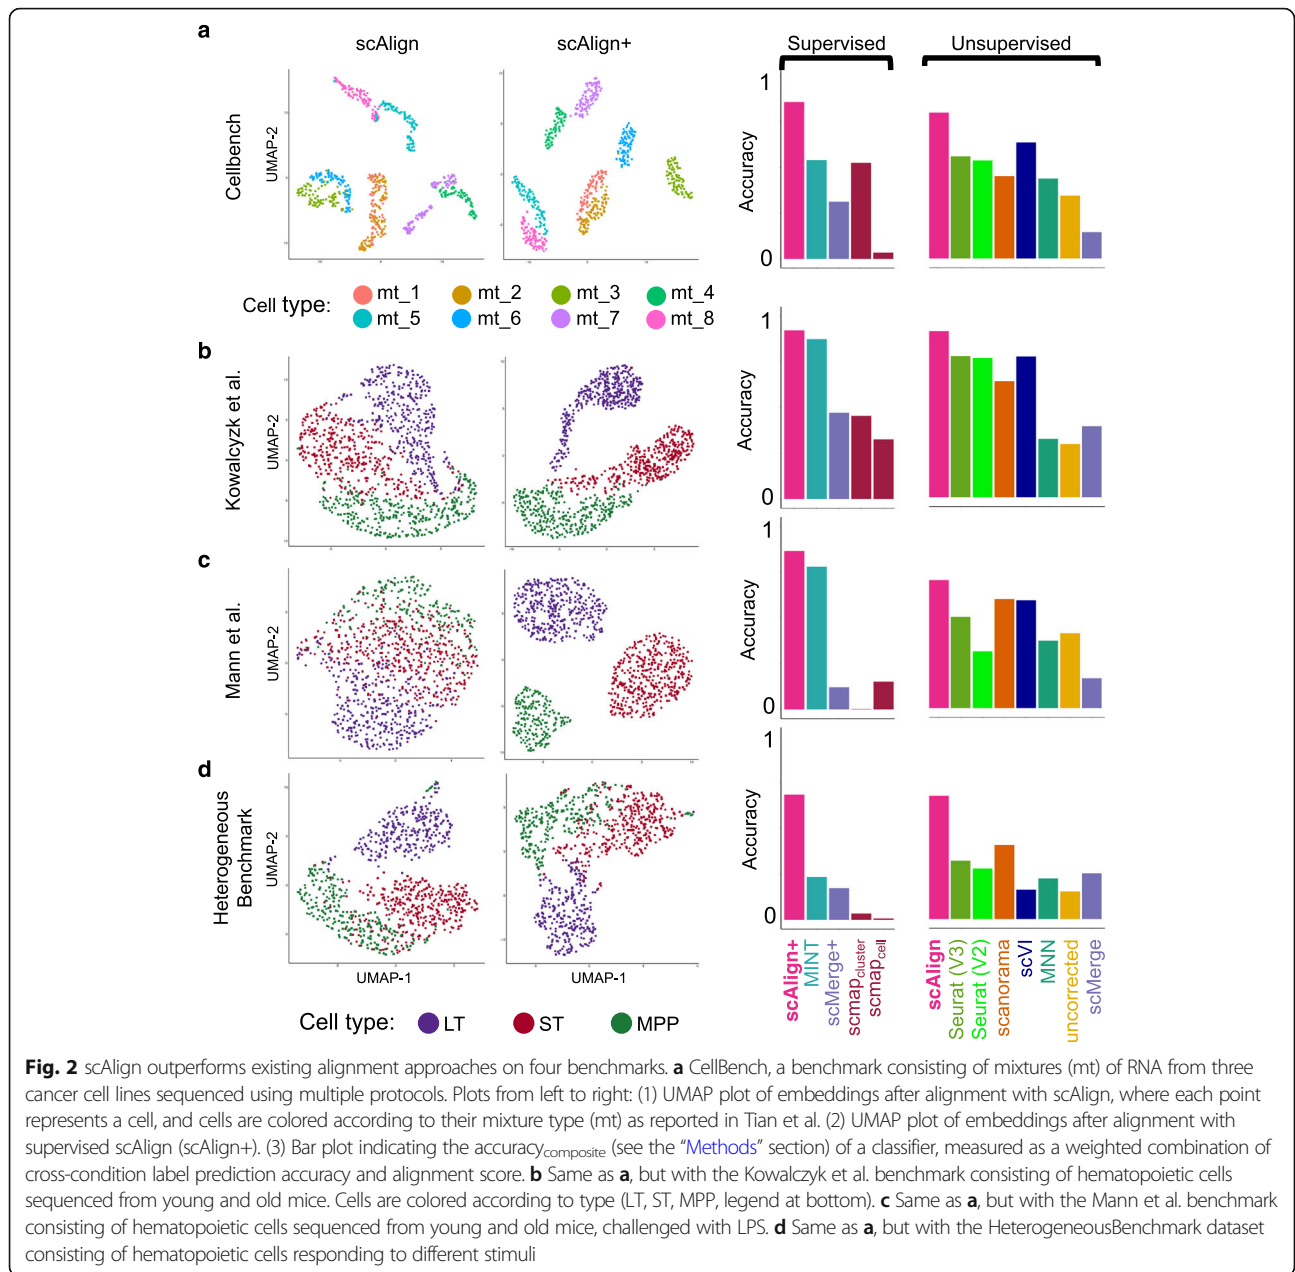 a
scAlign
scAlign+
Supervised
Unsupervised
Cellbench
UMAP-2
1
Accuracy
0
Cell type:
mt_1
mt_2
mt_3
mt_4
mt_5
mt_6
mt_7
mt_8
b
Kowalcyzk et al.
UMAP-2
1
Accuracy
0
c
Mann et al.
UMAP-2
1
Accuracy
0
d
Heterogeneous
Benchmark
UMAP-2
1
Accuracy
0
UMAP-1
UMAP-1
scAlign+
MINT
scMerge+
scmapcluster
scmapcell
scAlign
Seurat (V3)
Seurat (V2)
scanorama
scVI
MNN
uncorrected
scMerge
Cell type:
LT
ST
MPP
Fig. 2 scAlign outperforms existing alignment approaches on four benchmarks. a CellBench, a benchmark consisting of mixtures (mt) of RNA from three
cancer cell lines sequenced using multiple protocols. Plots from left to right: (1) UMAP plot of embeddings after alignment with scAlign, where each point
represents a cell, and cells are colored according to their mixture type (mt) as reported in Tian et al. (2) UMAP plot of embeddings after alignment with
supervised scAlign (scAlign+). (3) Bar plot indicating the accuracycomposite (see the “Methods” section) of a classifier, measured as a weighted combination of
cross-condition label prediction accuracy and alignment score. b Same as a, but with the Kowalczyk et al. benchmark consisting of hematopoietic cells
sequenced from young and old mice. Cells are colored according to type (LT, ST, MPP, legend at bottom). c Same as a, but with the Mann et al. benchmark
consisting of hematopoietic cells sequenced from young and old mice, challenged with LPS. d Same as a, but with the HeterogeneousBenchmark dataset
consisting of hematopoietic cells responding to different stimuli